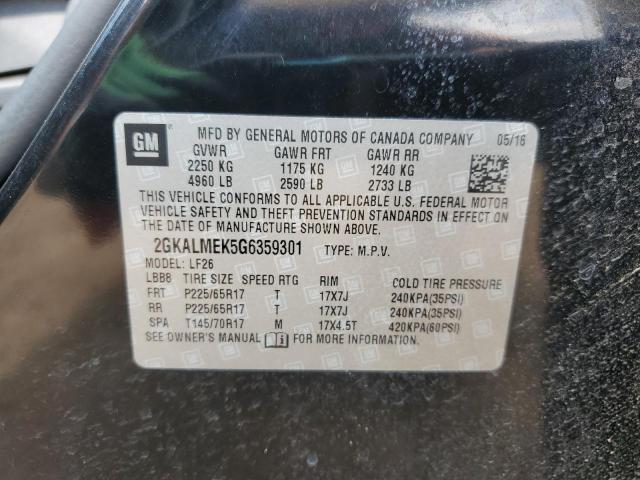 GM
MFD BY GENERAL MOTORS OF CANADA COMPANY 05/16
GVWR GAWR FRT GAWR RR
2250 KG 1175 KG 1240 KG
4960 LB 2590 LB 2733 LB
THIS VEHICLE CONFORMS TO ALL APPLICABLE U.S. FEDERAL MOTOR
VEHICLE SAFETY AND THEFT PREVENTION STANDARDS IN EFFECT ON
THE DATE OF MANUFACTURE SHOWN ABOVE.
2GKALMEK5G6359301 TYPE: M.P.V.
MODEL: LF26
LBB8 TIRE SIZE SPEED RTG RIM COLD TIRE PRESSURE
FRT P225/65R17 T 17X7J 240KPA(35PSI)
RR P225/65R17 T 17X7J 240KPA(35PSI)
SPA T145/70R17 M 17X4.5T 420KPA(60PSI)
SEE OWNER'S MANUAL FOR MORE INFORMATION.